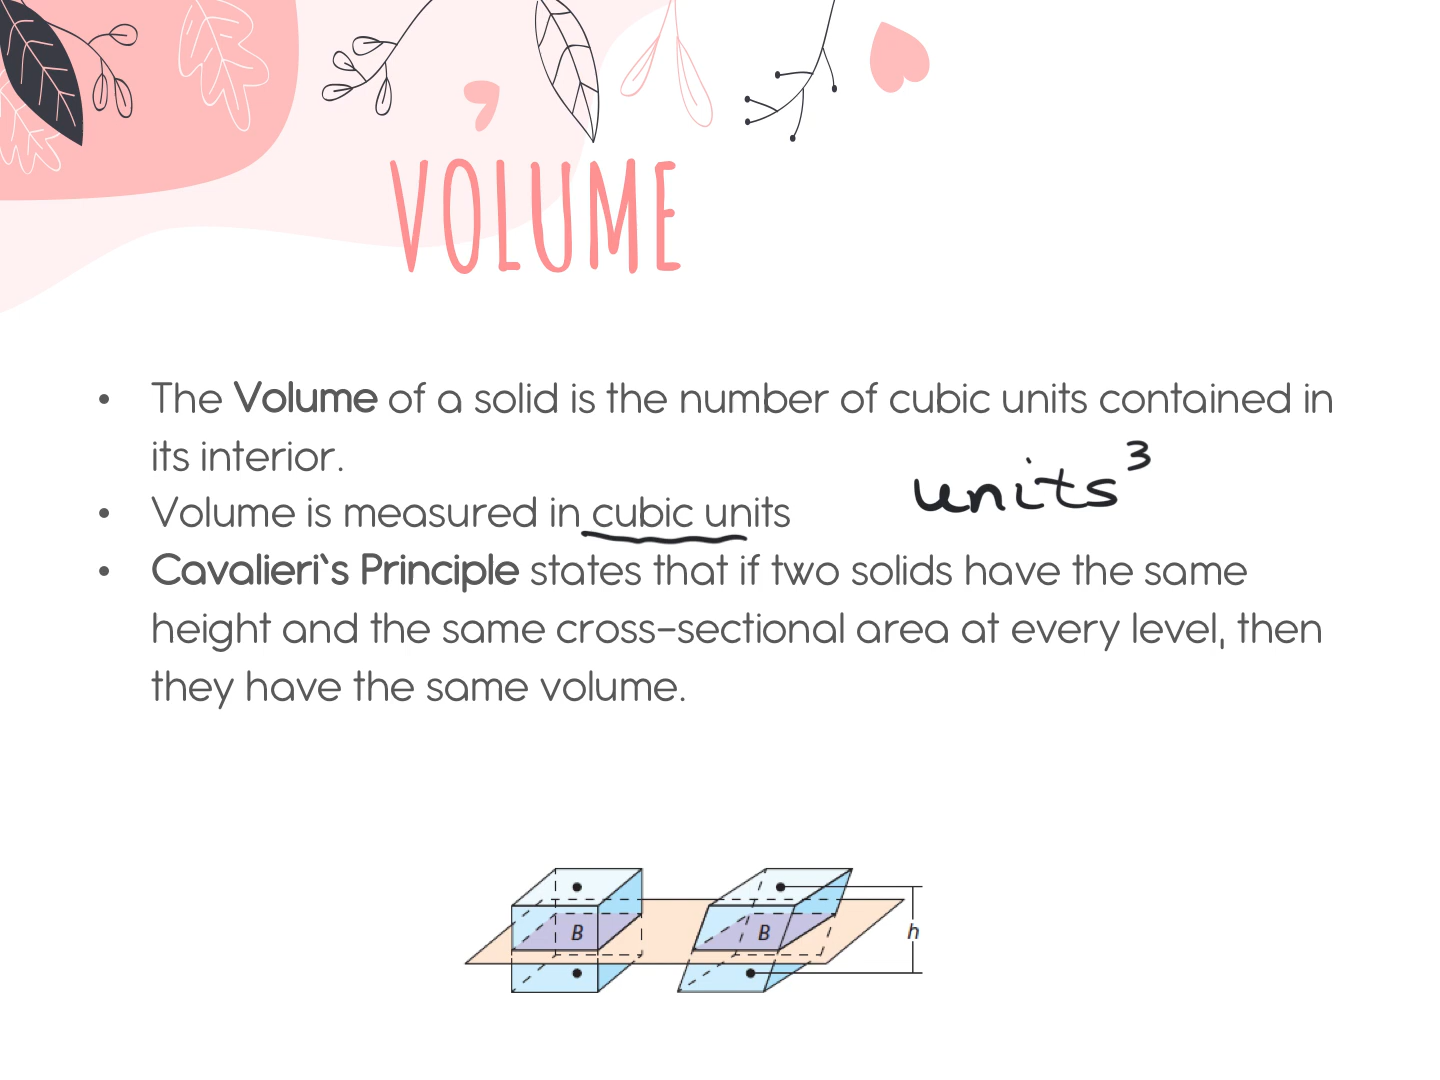 VOLUME
• The Volume of a solid is the number of cubic units contained in
its interior.
units³
• Volume is measured in cubic units
• Cavalieri`s Principle states that if two solids have the same
height and the same cross-sectional area at every level, then
they have the same volume.
B B h